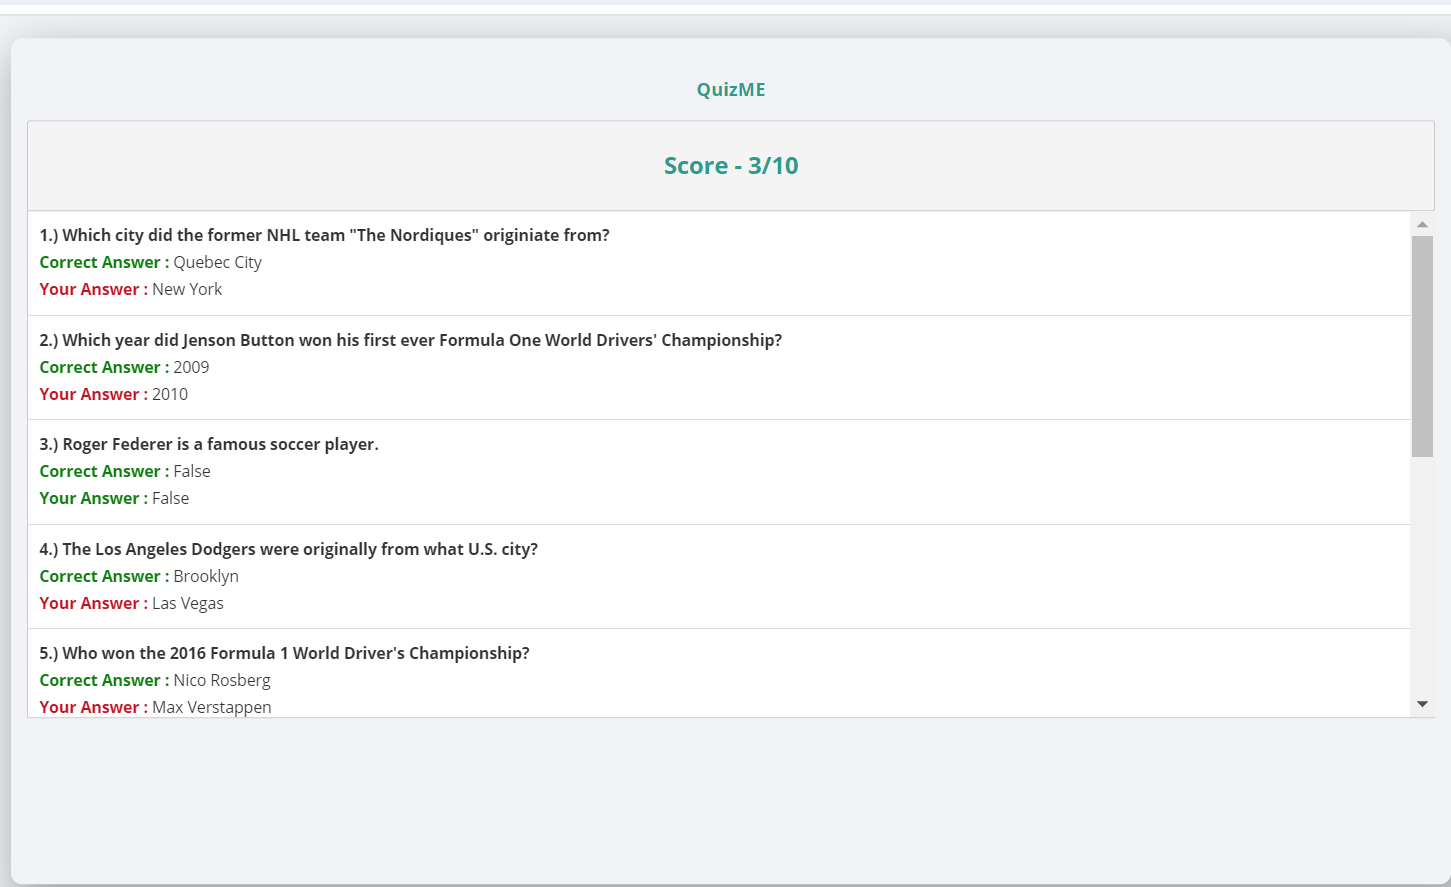 QuizME
Score - 3/10
1.) Which city did the former NHL team "The Nordiques" originiate from?
Correct Answer : Quebec City
Your Answer : New York
2.) Which year did Jenson Button won his first ever Formula One World Drivers' Championship?
Correct Answer : 2009
Your Answer : 2010
3.) Roger Federer is a famous soccer player.
Correct Answer : False
Your Answer : False
4.) The Los Angeles Dodgers were originally from what U.S. city?
Correct Answer : Brooklyn
Your Answer : Las Vegas
5.) Who won the 2016 Formula 1 World Driver's Championship?
Correct Answer : Nico Rosberg
Your Answer : Max Verstappen